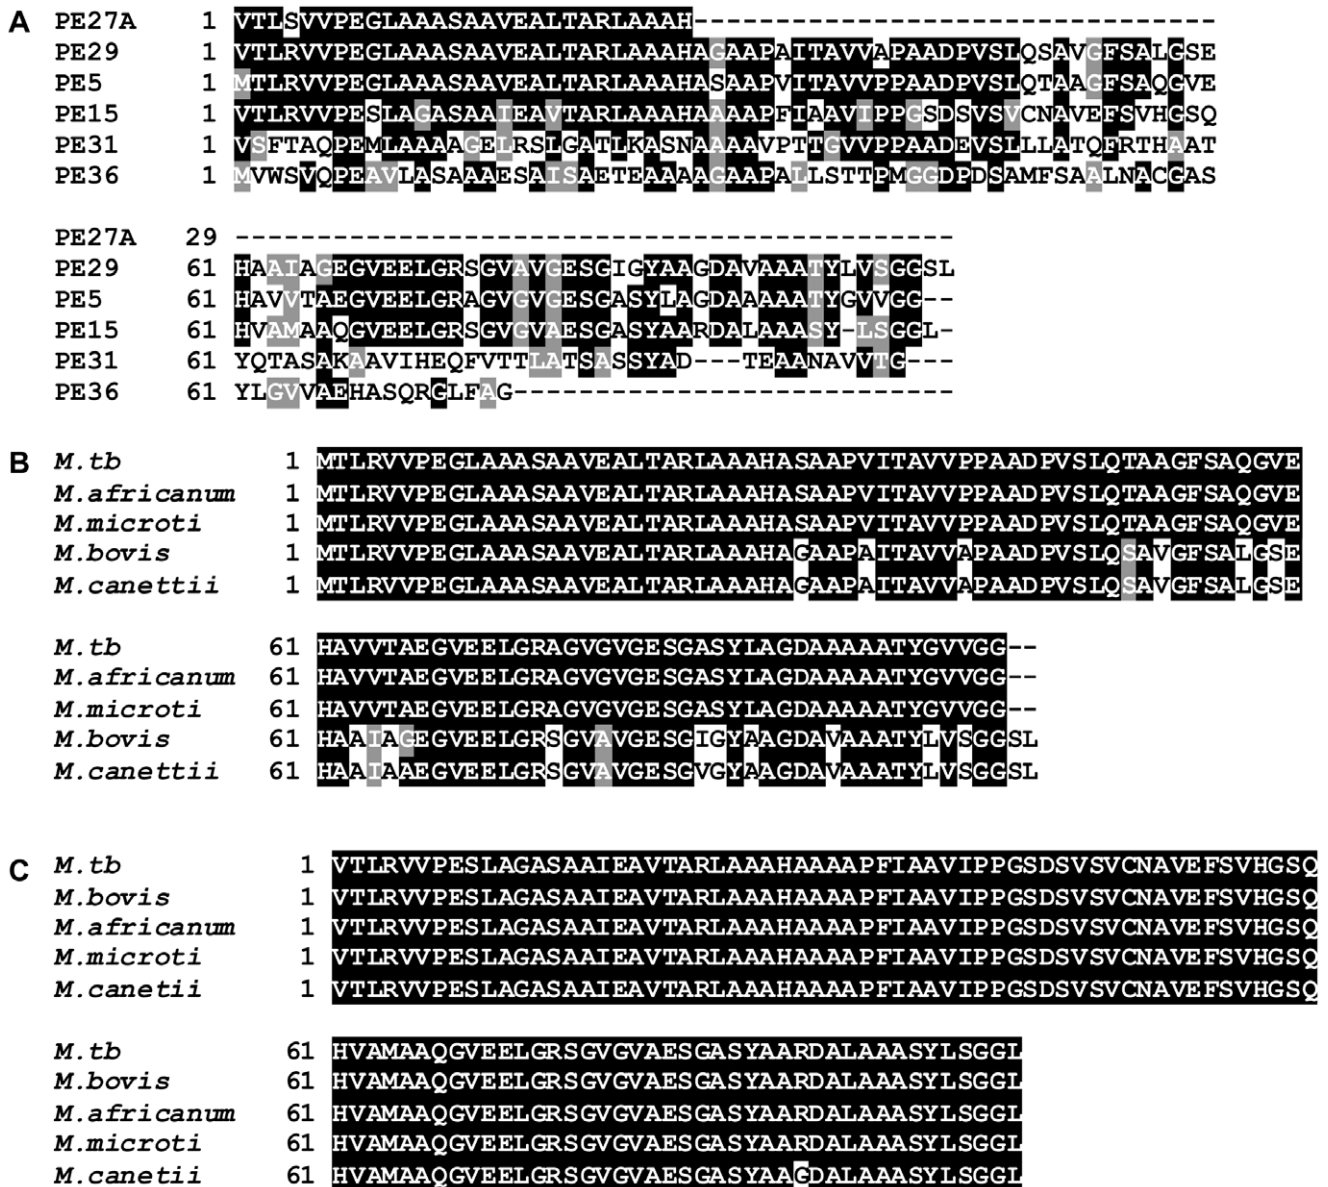 A PE27A 1 VTLSVVPEGLAAASAAVEALTARLAAAH--------------------------------
PE29 1 VTLRVVPEGLAAASAAVEALTARLAAAHAGAAPAITAVVAPAADPVSLQSAVGFSALGSE
PE5 1 MTLRVVPEGLAAASAAVEALTARLAAAHASAAPVITAVVPPAADPVSLQTAAGFSAQGVE
PE15 1 VTLRVVPESLAGASAAIEAVTARLAAAHAAAAPFIAAVIPPGSDSVSVCNAVEFSVHGSQ
PE31 1 VSFTAQPEMLAAAAGELRSLGATLKASNAAAAVPTTGVVPPAADEVSLLLATQFRTHAAT
PE36 1 MVWSVQPEAVLASAAAESAISAETEAAAAGAAPALLSTTPMGGDPDSAMFSAALNACGAS
PE27A 29 --------------------------------------------
PE29 61 HAAIAGEGVEELGRSGVAVGESGIGYAAGDAVAAATYLVSGGSL
PE5 61 HAVVTAEGVEELGRAGVGVGESGASYLAGDAAAAATYGVVGG--
PE15 61 HVAMAAQGVEELGRSGVGVAESGASYAARDALAAASY-LSGGL-
PE31 61 YQTASAKAAVIHEQFVTTLATSASSYAD---TEAANAVVTG---
PE36 61 YLGVVAEHASQRGLFAG---------------------------
B M.tb 1 MTLRVVPEGLAAASAAVEALTARLAAAHASAAPVITAVVPPAADPVSLQTAAGFSAQGVE
M.africanum 1 MTLRVVPEGLAAASAAVEALTARLAAAHASAAPVITAVVPPAADPVSLQTAAGFSAQGVE
M.microti 1 MTLRVVPEGLAAASAAVEALTARLAAAHASAAPVITAVVPPAADPVSLQTAAGFSAQGVE
M.bovis 1 MTLRVVPEGLAAASAAVEALTARLAAAHAGAAPAITAVVAPAADPVSLQSAVGFSALGSE
M.canettii 1 MTLRVVPEGLAAASAAVEALTARLAAAHAGAAPAITAVVAPAADPVSLQSAVGFSALGSE
M.tb 61 HAVVTAEGVEELGRAGVGVGESGASYLAGDAAAAATYGVVGG--
M.africanum 61 HAVVTAEGVEELGRAGVGVGESGASYLAGDAAAAATYGVVGG--
M.microti 61 HAVVTAEGVEELGRAGVGVGESGASYLAGDAAAAATYGVVGG--
M.bovis 61 HAAIAGEGVEELGRSGVAVGESGIGYAAGDAVAAATYLVSGGSL
M.canettii 61 HAAIAAEGVEELGRSGVAVGESGVGYAAGDAVAAATYLVSGGSL
C M.tb 1 VTLRVVPESLAGASAAIEAVTARLAAAHAAAAPFIAAVIPPGSDSVSVCNAVEFSVHGSQ
M.bovis 1 VTLRVVPESLAGASAAIEAVTARLAAAHAAAAPFIAAVIPPGSDSVSVCNAVEFSVHGSQ
M.africanum 1 VTLRVVPESLAGASAAIEAVTARLAAAHAAAAPFIAAVIPPGSDSVSVCNAVEFSVHGSQ
M.microti 1 VTLRVVPESLAGASAAIEAVTARLAAAHAAAAPFIAAVIPPGSDSVSVCNAVEFSVHGSQ
M.canetii 1 VTLRVVPESLAGASAAIEAVTARLAAAHAAAAPFIAAVIPPGSDSVSVCNAVEFSVHGSQ
M.tb 61 HVAMAAQGVEELGRSGVGVAESGASYAARDALAAASYLSGGL
M.bovis 61 HVAMAAQGVEELGRSGVGVAESGASYAARDALAAASYLSGGL
M.africanum 61 HVAMAAQGVEELGRSGVGVAESGASYAARDALAAASYLSGGL
M.microti 61 HVAMAAQGVEELGRSGVGVAESGASYAARDALAAASYLSGGL
M.canetii 61 HVAMAAQGVEELGRSGVGVAESGASYAAGDALAAASYLSGGL